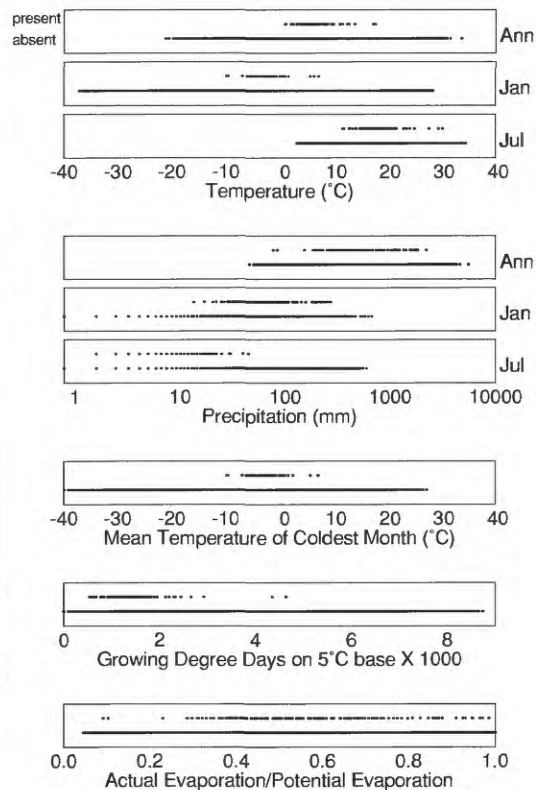 present
absent
Ann
Jan
Jul
-40 -30 -20 -10 0 10 20 30 40
Temperature (˚C)
Ann
Jan
Jul
1 10 100 1000 10000
Precipitation (mm)
-40 -30 -20 -10 0 10 20 30 40
Mean Temperature of Coldest Month (˚C)
0 2 4 6 8
Growing Degree Days on 5˚C base X 1000
0.0 0.2 0.4 0.6 0.8 1.0
Actual Evaporation/Potential Evaporation